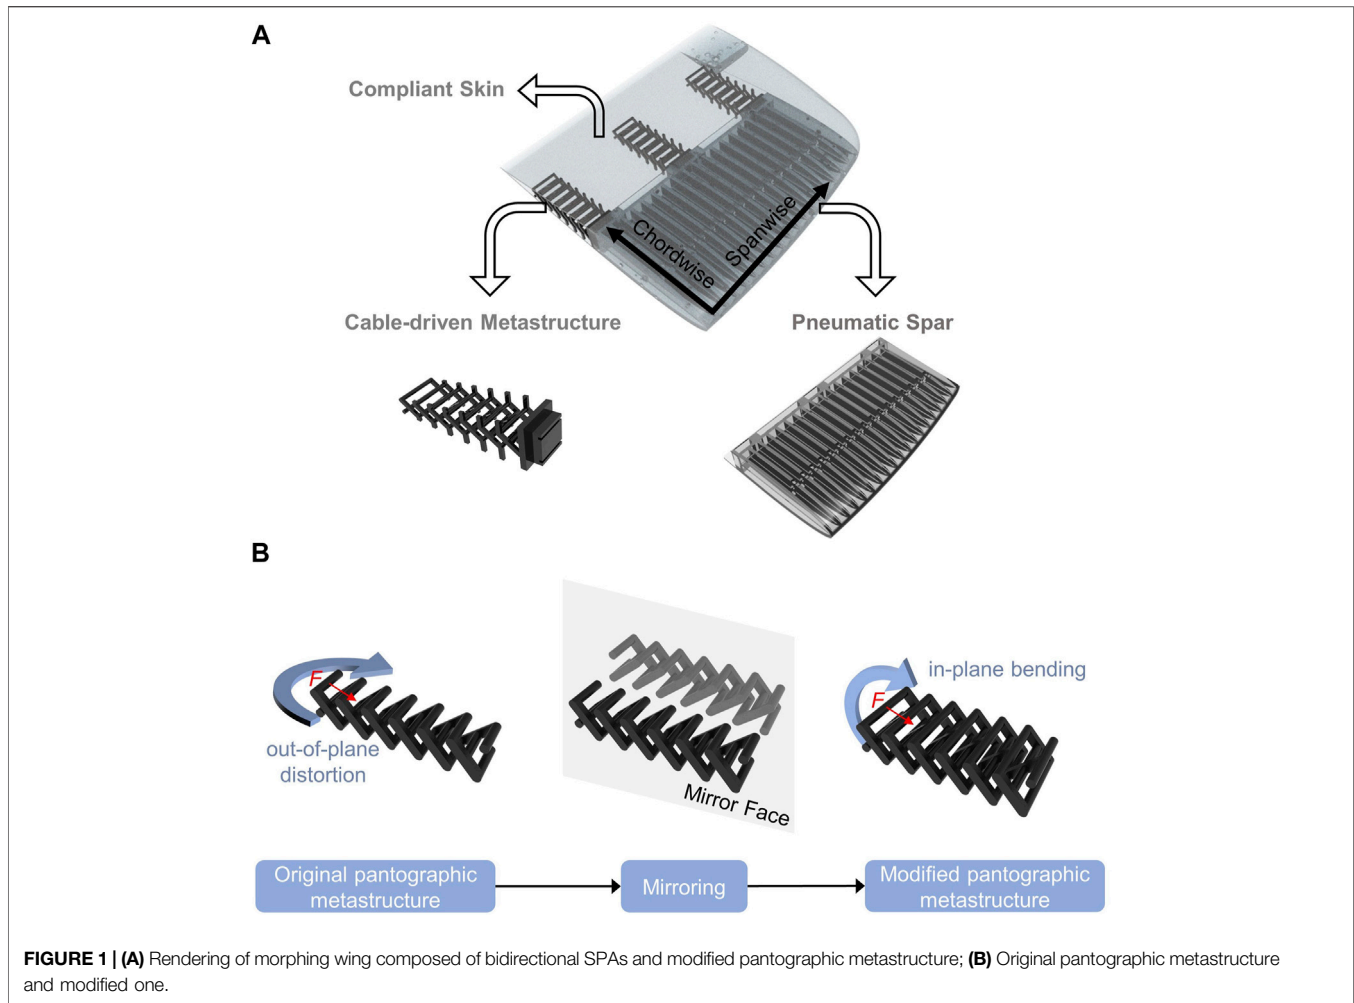 A
Compliant Skin
Chordwise
Spanwise
Cable-driven Metastructure
Pneumatic Spar
B
F
out-of-plane
distortion
Mirror Face
F
in-plane bending
Original pantographic
metastructure
Mirroring
Modified pantographic
metastructure
FIGURE 1 | (A) Rendering of morphing wing composed of bidirectional SPAs and modified pantographic metastructure; (B) Original pantographic metastructure
and modified one.